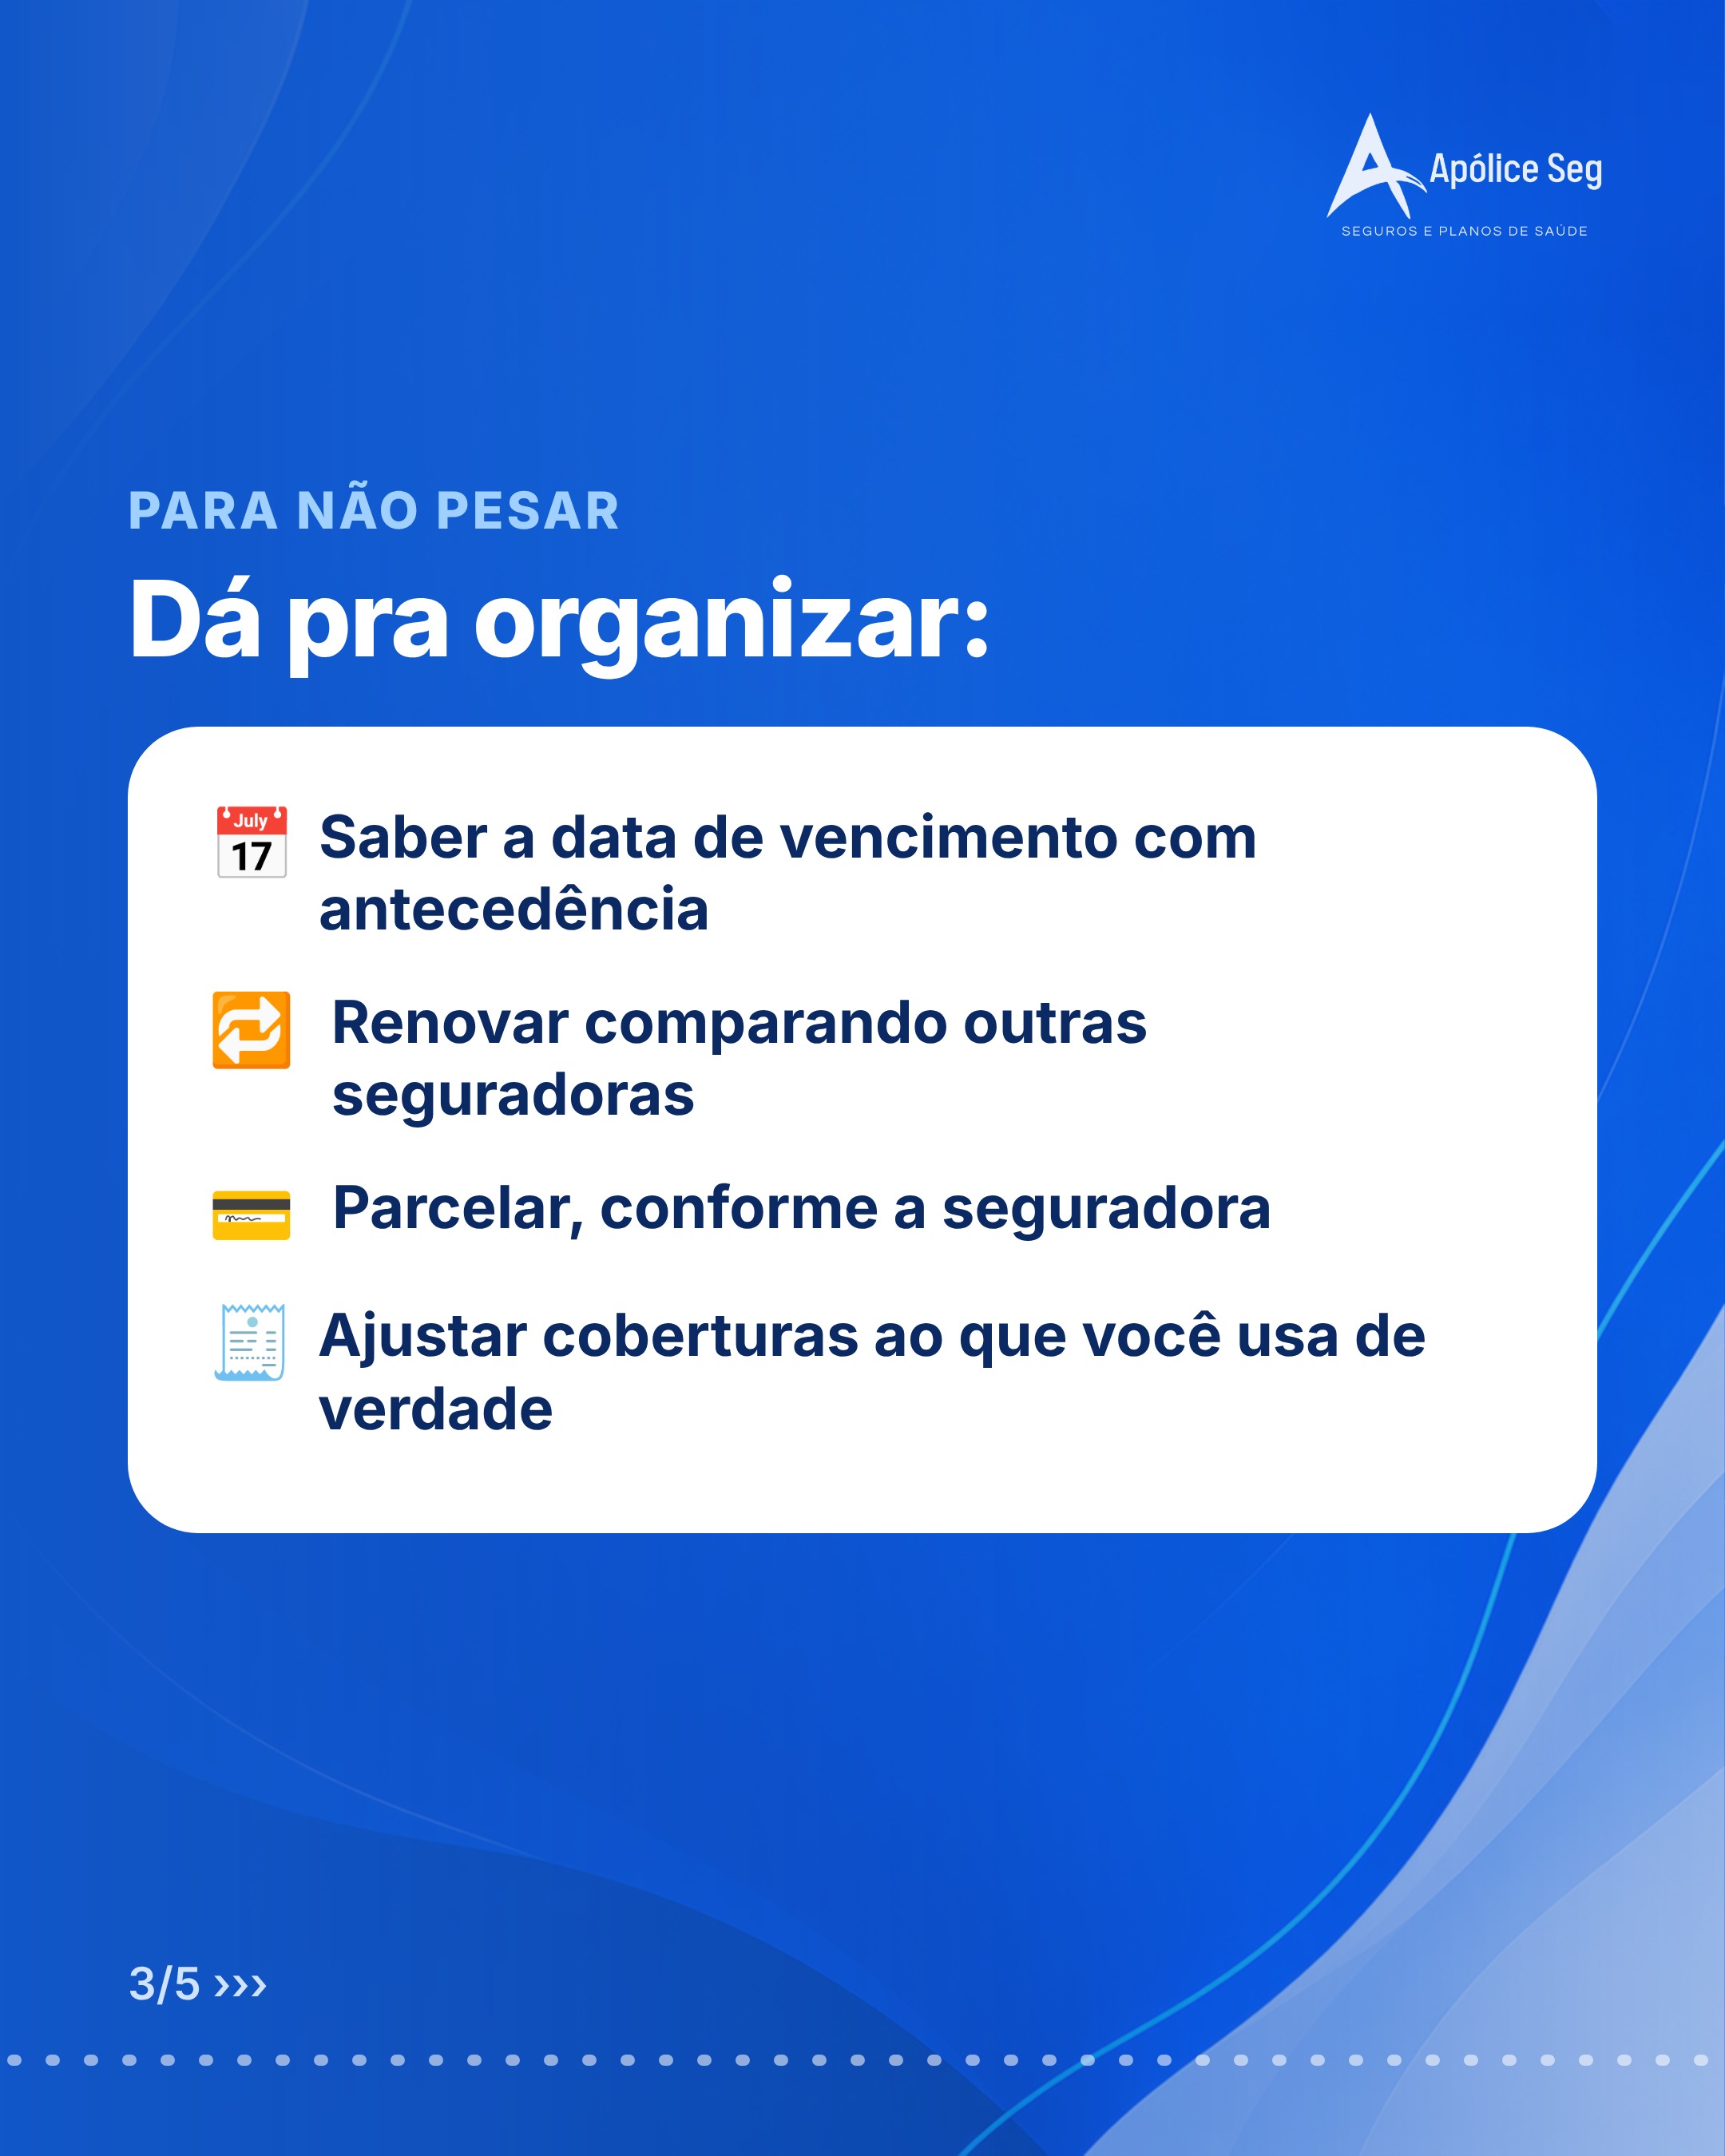 Apólice Seg
SEGUROS E PLANOS DE SAÚDE
PARA NÃO PESAR
Dá pra organizar:
July
17
Saber a data de vencimento com
antecedência
Renovar comparando outras
seguradoras
Parcelar, conforme a seguradora
Ajustar coberturas ao que você usa de
verdade
3/5 ›››